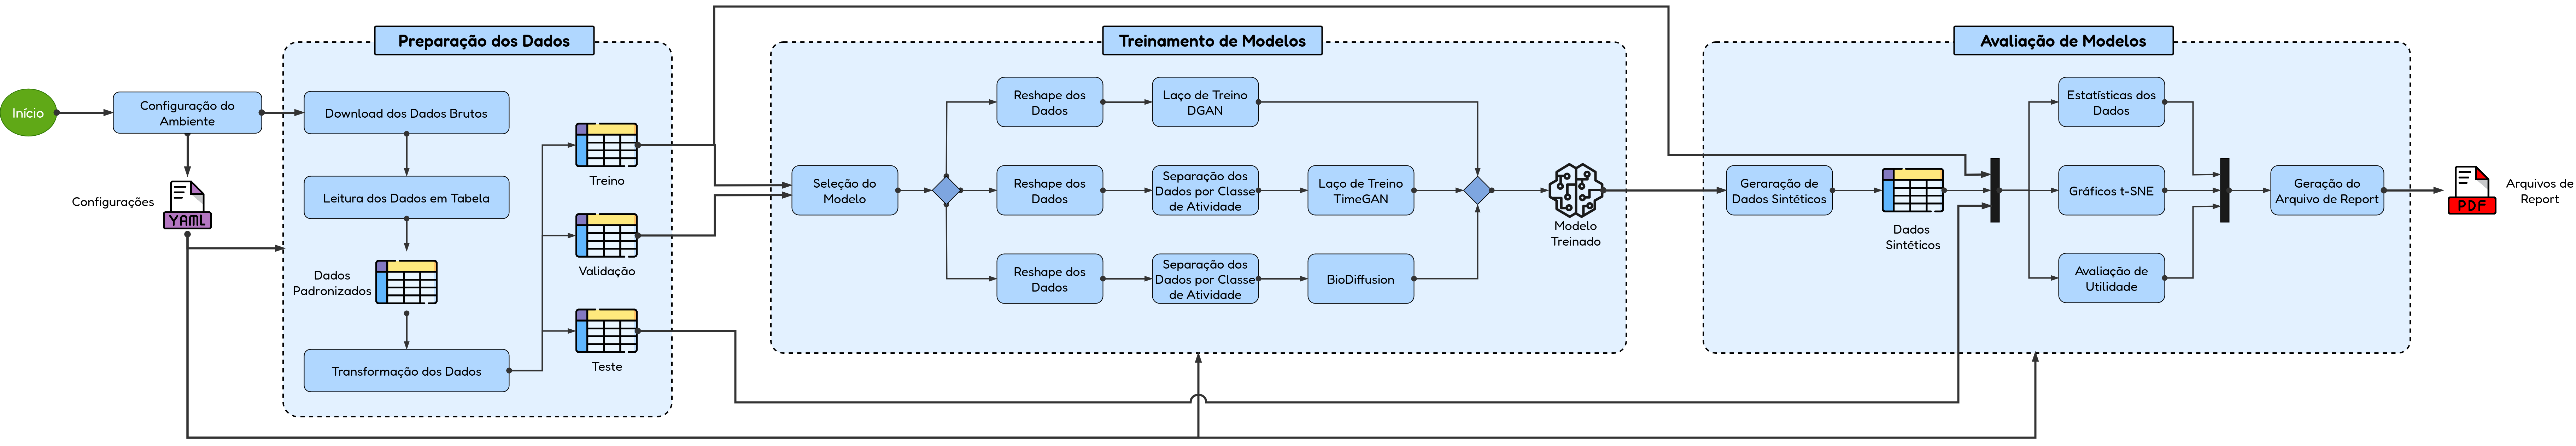 Início
Configuração do
Ambiente
Configurações
YAML
Preparação dos Dados
Download dos Dados Brutos
Leitura dos Dados em Tabela
Dados
Padronizados
Transformação dos Dados
Treino
Validação
Teste
Treinamento de Modelos
Seleção do
Modelo
Reshape dos
Dados
Laço de Treino
DGAN
Reshape dos
Dados
Separação dos
Dados por Classe
de Atividade
Laço de Treino
TimeGAN
Reshape dos
Dados
Separação dos
Dados por Classe
de Atividade
BioDiffusion
Modelo
Treinado
Avaliação de Modelos
Geraração de
Dados Sintéticos
Dados
Sintéticos
Estatísticas dos
Dados
Gráficos t-SNE
Avaliação de
Utilidade
Geração do
Arquivo de Report
PDF
Arquivos de
Report